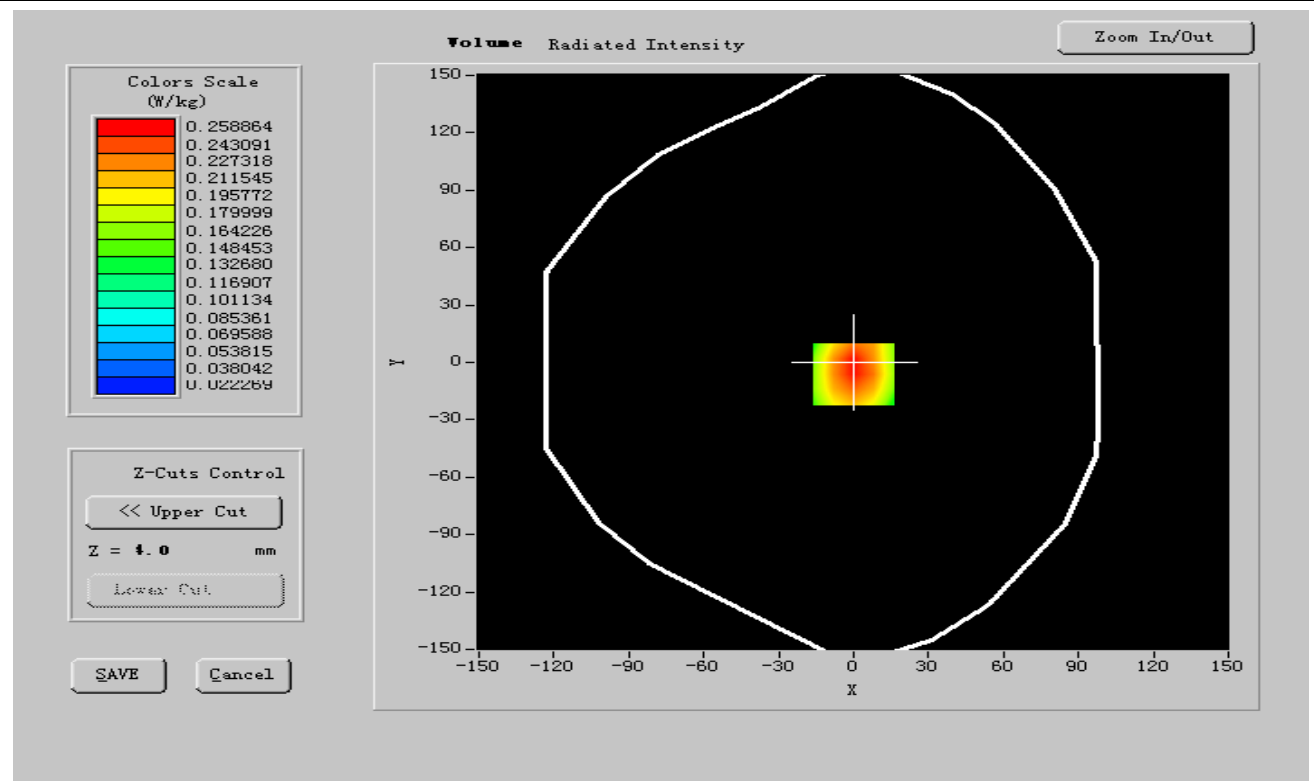 Volume Radiated Intensity
Zoom In/Out
Colors Scale
(W/kg)
0.258864
0.243091
0.227318
0.211545
0.195772
0.179999
0.164226
0.148453
0.132680
0.116907
0.101134
0.085361
0.069588
0.053815
0.038042
0.022269
Z-Cuts Control
<< Upper Cut
Z = 4.0 mm
Lower Cut
SAVE
Cancel
150
120
90
60
30
0
-30
-60
-90
-120
-150
Y
-150 -120 -90 -60 -30 0 30 60 90 120 150
X